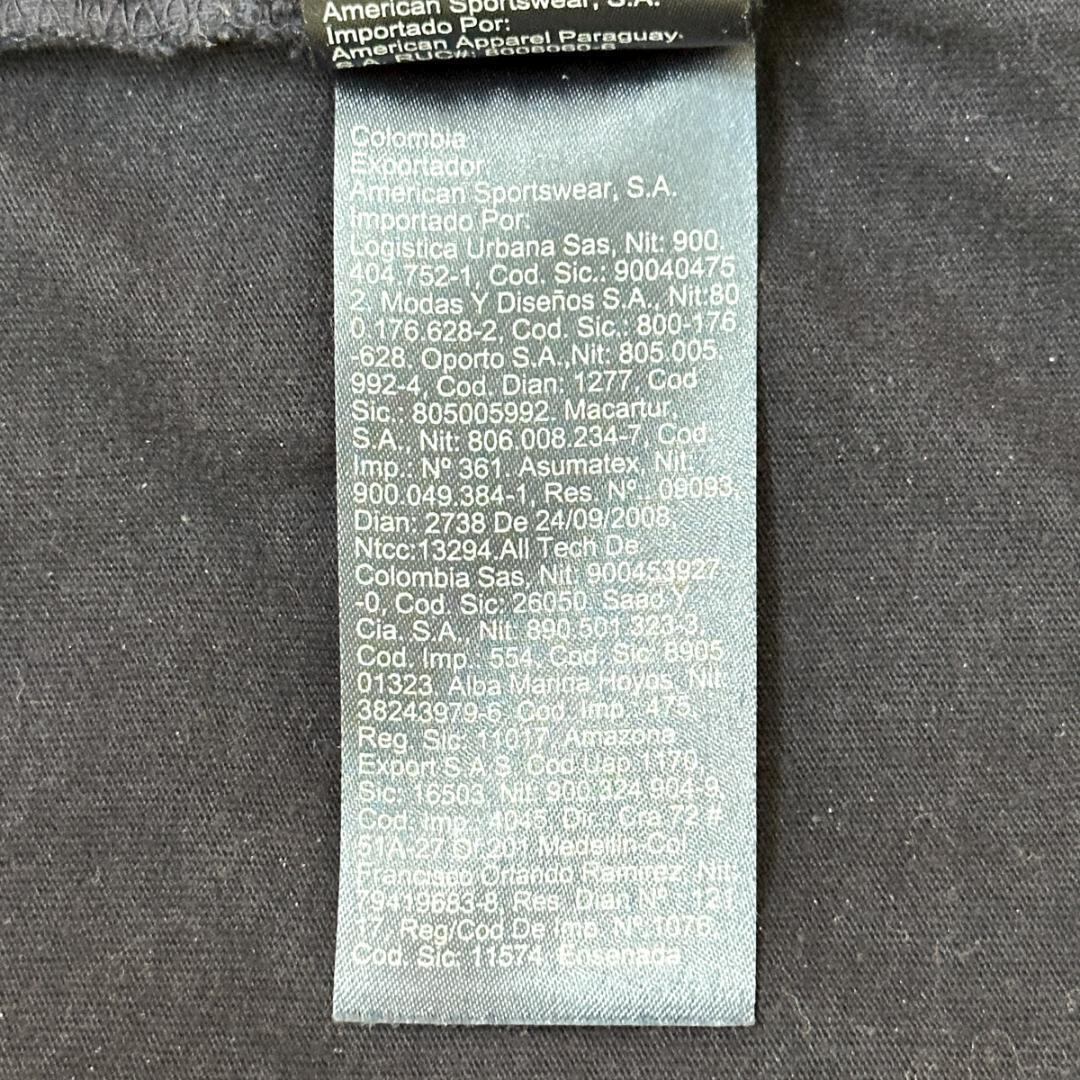 American Sportswear, S.A.
Importado Por:
American Apparel Paraguay.
S.A. RUC#:
Colombia
Exportador:
American Sportswear, S.A.
Importado Por:
Logistica Urbana Sas, Nit: 900.
404.752-1, Cod. Sic.: 90040475
2. Modas Y Diseños S.A., Nit:80
0.176.628-2, Cod. Sic.: 800-176
-628. Oporto S.A.,Nit: 805.005.
992-4, Cod. Dian: 1277, Cod
Sic.: 805005992. Macartur,
S.A., Nit: 806.008.234-7, Cod.
Imp.: Nº 361. Asumatex, Nit:
900.049.384-1, Res. Nº. 09093.
Dian: 2738 De 24/09/2008,
Ntcc:13294.All Tech De
Colombia Sas, Nit: 900453927
-0, Cod. Sic: 26050. Saad Y
Cia. S.A., Nit: 890.501.323-3,
Cod. Imp.: 554, Cod. Sic: 8905
01323. Alba Marina Hoyos, Nit:
38243979-6, Cod. Imp.: 475,
Reg. Sic: 11017. Amazona
Export S.A.S, Cod.Uap 1170,
Sic: 16503, Nit: 900.324.904-9,
Cod. Imp.: 4045, Dir.: Cra 72 #
51A-27 Of 201 Medellin-Col
Francisco Orlando Ramirez, Nit:
79419683-8, Res. Dian Nº: 121
17, Reg/Cod.De Imp. Nº:1076,
Cod. Sic: 11574. Ensenada